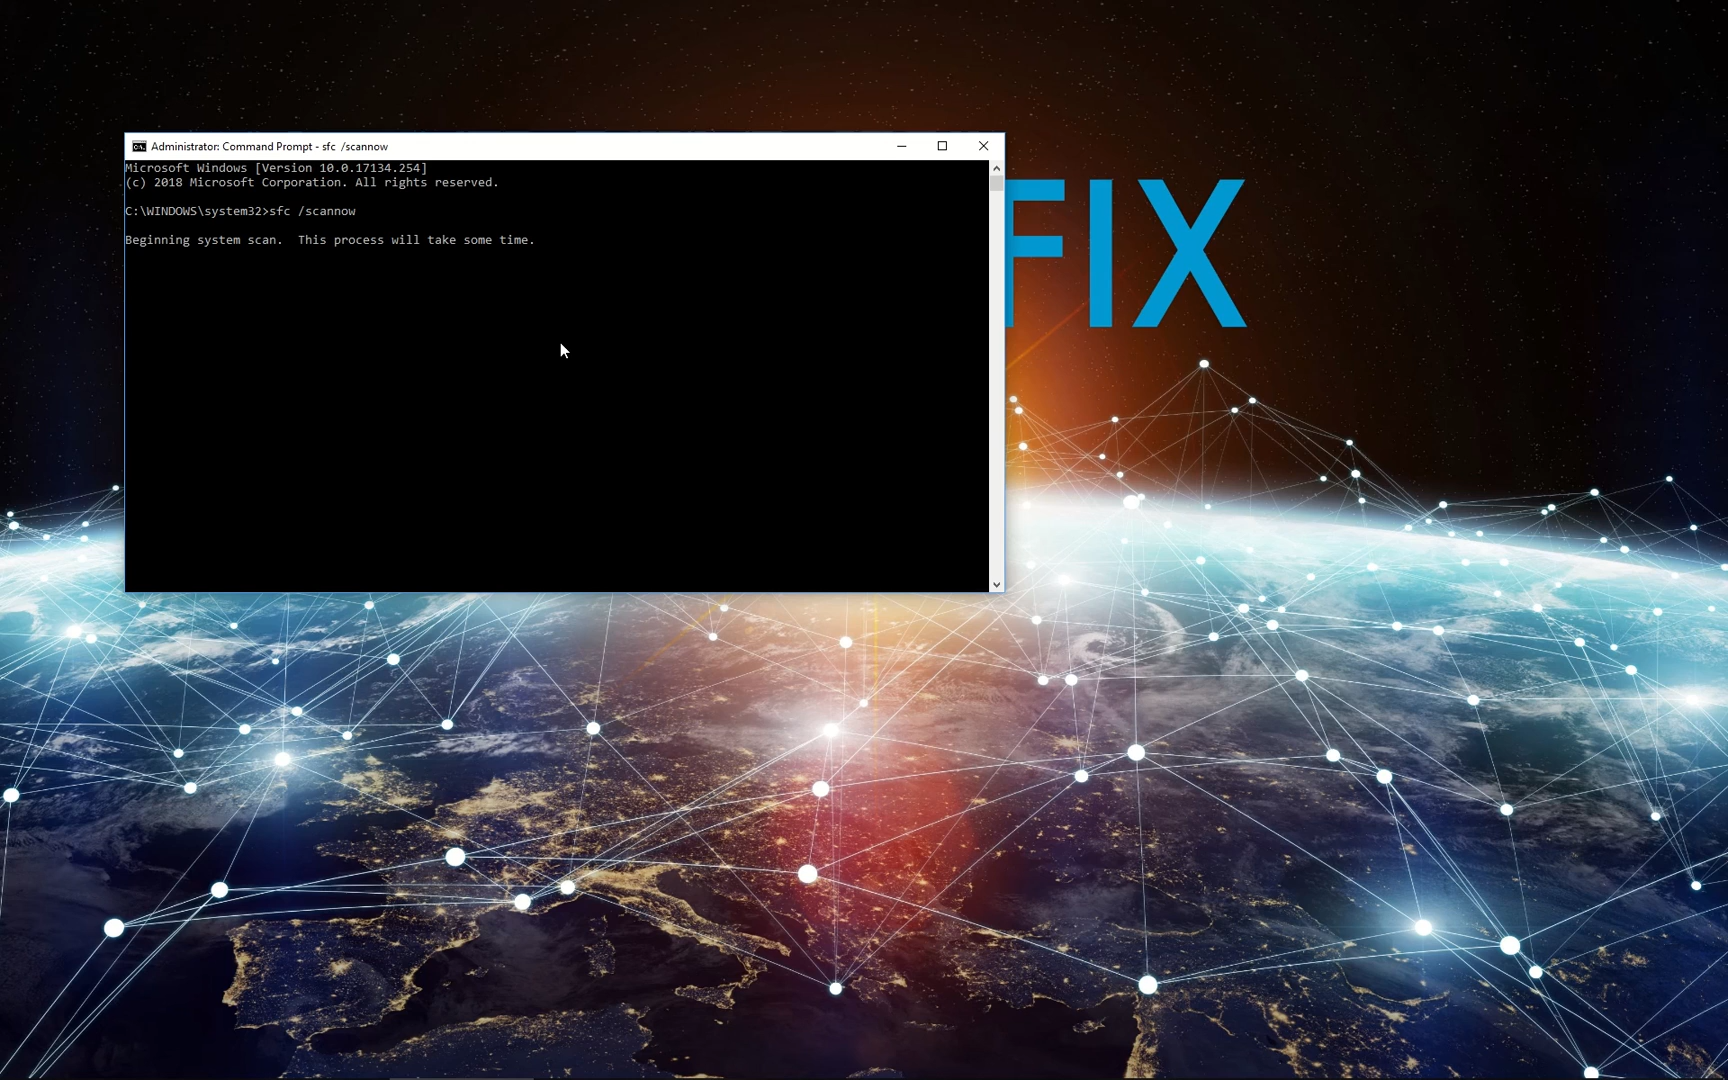 Administrator: Command Prompt - sfc  /scannow
Microsoft Windows [Version 10.0.17134.254]
(c) 2018 Microsoft Corporation. All rights reserved.
C:\WINDOWS\system32>sfc /scannow
Beginning system scan.  This process will take some time.
FIX